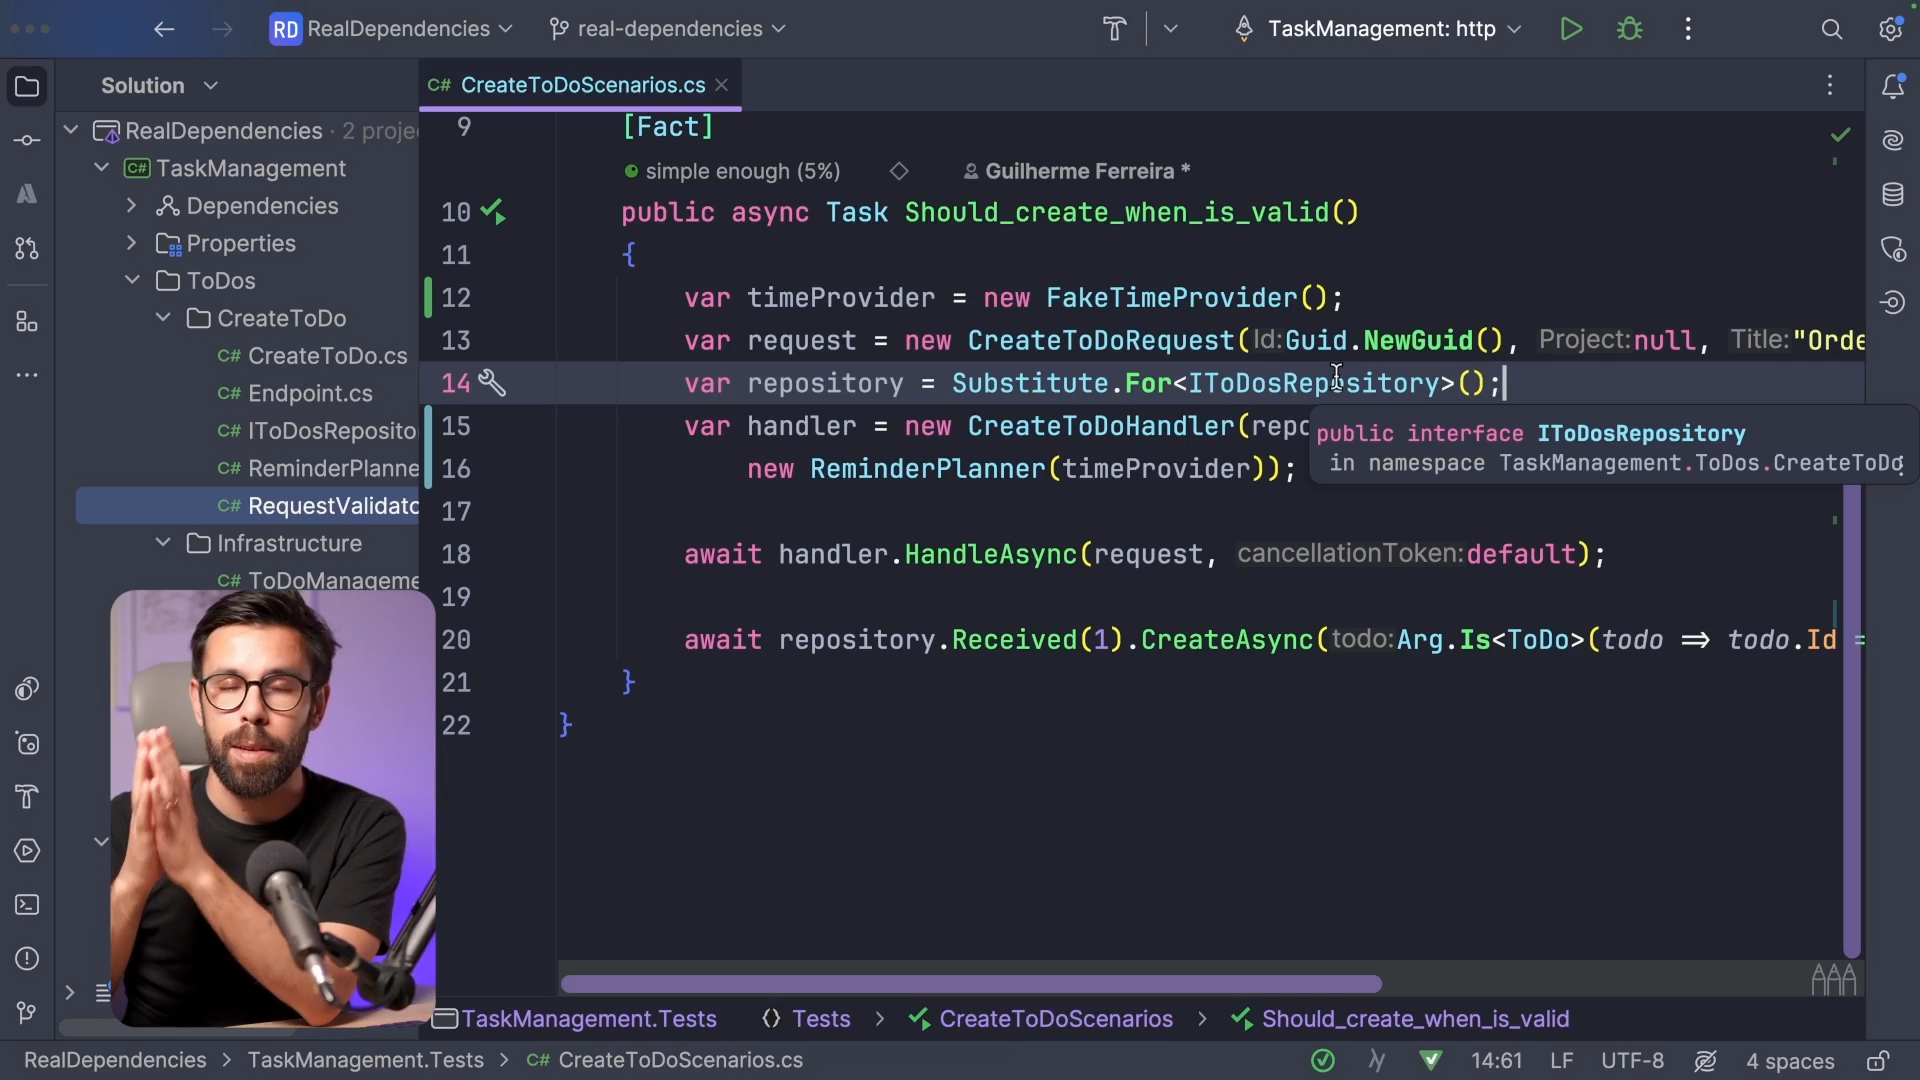 RD RealDependencies real-dependencies TaskManagement: http
Solution
C# CreateToDoScenarios.cs
RealDependencies · 2 proje
C# TaskManagement
Dependencies
Properties
ToDos
CreateToDo
C# CreateToDo.cs
C# Endpoint.cs
C# IToDosReposito
C# ReminderPlanne
C# RequestValidato
Infrastructure
C# ToDoManageme
9 [Fact]
simple enough (5%) Guilherme Ferreira *
10 public async Task Should_create_when_is_valid()
11 {
12 var timeProvider = new FakeTimeProvider();
13 var request = new CreateToDoRequest(Id:Guid.NewGuid(), Project:null, Title:"Orde
14 var repository = Substitute.For<IToDosRepository>();
15 var handler = new CreateToDoHandler(repo
public interface IToDosRepository
in namespace TaskManagement.ToDos.CreateToDo
16 new ReminderPlanner(timeProvider));
17
18 await handler.HandleAsync(request, cancellationToken:default);
19
20 await repository.Received(1).CreateAsync(todo:Arg.Is<ToDo>(todo ⇒ todo.Id =
21 }
22 }
TaskManagement.Tests Tests > CreateToDoScenarios > Should_create_when_is_valid
RealDependencies > TaskManagement.Tests > C# CreateToDoScenarios.cs 14:61 LF UTF-8 4 spaces